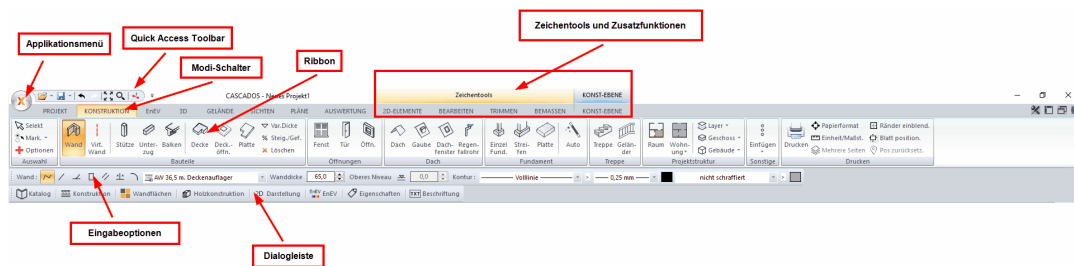 Zeichentools und Zusatzfunktionen
Applikationsmenü
Quick Access Toolbar
Modi-Schalter
Ribbon
CASCADOS - Neues Projekt1
Zeichentools
KONST-EBENE
PROJEKT KONSTRUKTION EnEV 3D GELÄNDE SICHTEN PLÄNE AUSWERTUNG 2D-ELEMENTE BEARBEITEN TRIMMEN BEMASSEN KONST-EBENE
Selekt
Mark.
Optionen
Auswahl
Wand
Virt. Wand
Stütze
Unter- zug
Balken
Decke
Deck.- öffn.
Platte
Var.Dicke
Steig./Gef.
Löschen
Bauteile
Fenst
Tür
Öffn.
Öffnungen
Dach
Gaube
Dach- fenster
Regen- fallrohr
Dach
Einzel Fund.
Strei- fen
Platte
Auto
Fundament
Treppe
Gelän- der
Treppe
Raum
Wohn- ung
Layer
Geschoss
Gebäude
Projektstruktur
Einfügen
Sonstige
Drucken
Papierformat
Einheit/Maßst.
Mehrere Seiten
Ränder einblend.
Blatt position.
Pos zurücksetz.
Drucken
Wand: AW 36,5 m. Deckenauflager Wanddicke 65,0 Oberes Niveau 0,0 Kontur: Volllinie 0,25 mm nicht schraffiert
Katalog Konstruktion Wandflächen Holzkonstruktion 2D Darstellung EnEV EnEV Eigenschaften TXT Beschriftung
Eingabeoptionen
Dialogleiste